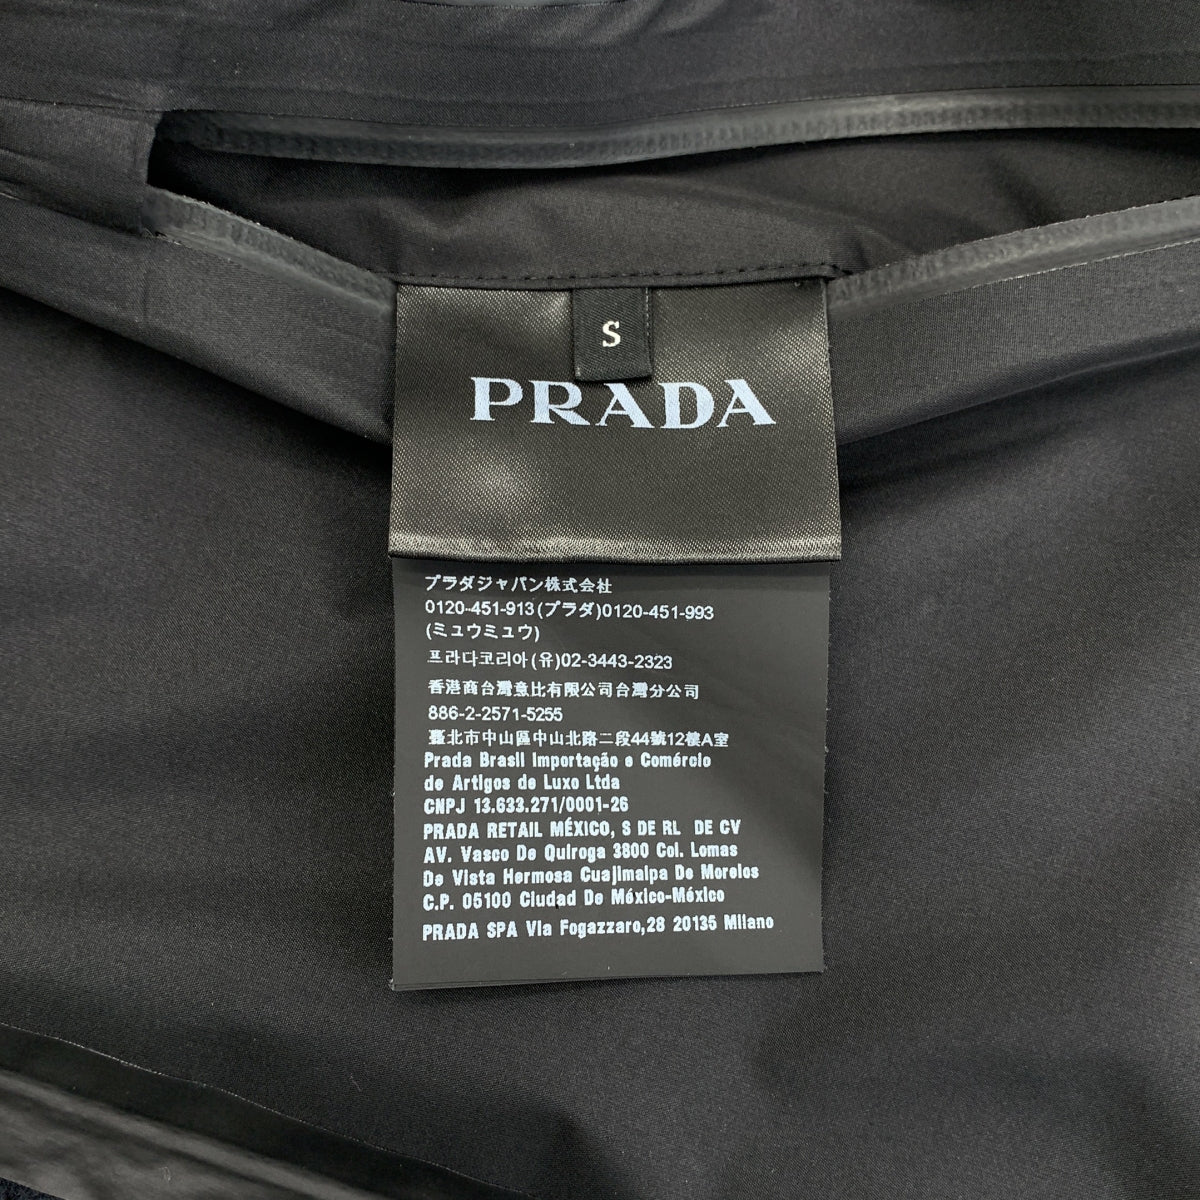 S
PRADA
プラダジャパン株式会社
0120-451-913(プラダ)0120-451-993
(ミュウミュウ)
프라다코리아(유)02-3443-2323
香港商台灣意比有限公司台灣分公司
886-2-2571-5255
臺北市中山區中山北路二段44號12樓A室
Prada Brasil Importação e Comércio
de Artigos de Luxo Ltda
CNPJ 13.633.271/0001-26
PRADA RETAIL MÉXICO, S DE RL DE CV
AV. Vasco De Quiroga 3800 Col. Lomas
De Vista Hermosa Cuajimalpa De Morelos
C.P. 05100 Ciudad De México-México
PRADA SPA Via Fogazzaro,28 20135 Milano